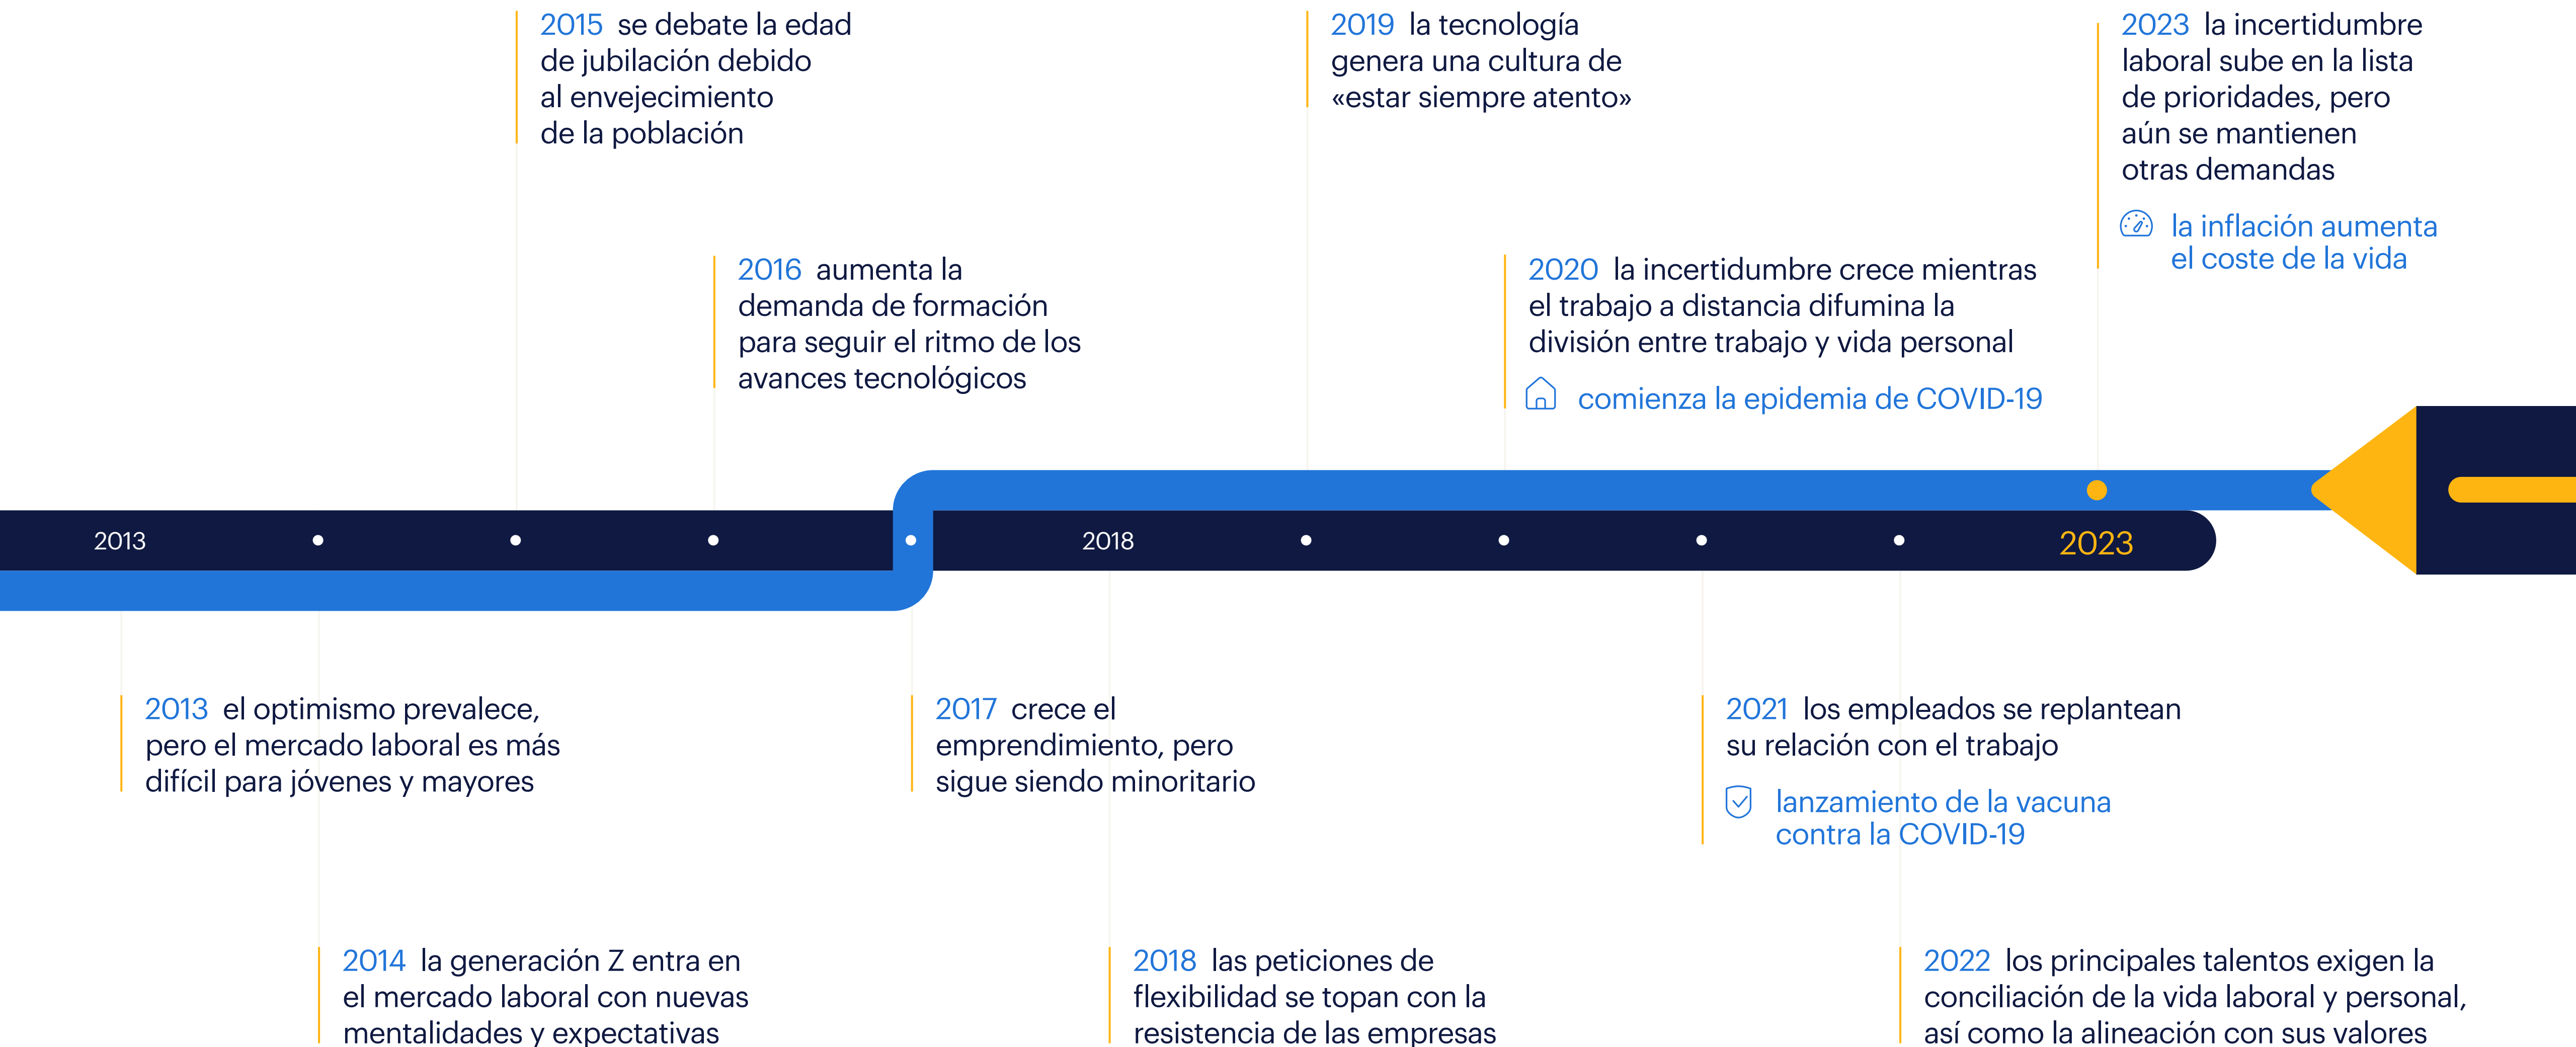 2015 se debate la edad
de jubilación debido
al envejecimiento
de la población
2019 la tecnología
genera una cultura de
«estar siempre atento»
2023 la incertidumbre
laboral sube en la lista
de prioridades, pero
aún se mantienen
otras demandas
la inflación aumenta
el coste de la vida
2016 aumenta la
demanda de formación
para seguir el ritmo de los
avances tecnológicos
2020 la incertidumbre crece mientras
el trabajo a distancia difumina la
división entre trabajo y vida personal
comienza la epidemia de COVID-19
2013
2018
2023
2013 el optimismo prevalece,
pero el mercado laboral es más
difícil para jóvenes y mayores
2017 crece el
emprendimiento, pero
sigue siendo minoritario
2021 los empleados se replantean
su relación con el trabajo
lanzamiento de la vacuna
contra la COVID-19
2014 la generación Z entra en
el mercado laboral con nuevas
mentalidades y expectativas
2018 las peticiones de
flexibilidad se topan con la
resistencia de las empresas
2022 los principales talentos exigen la
conciliación de la vida laboral y personal,
así como la alineación con sus valores